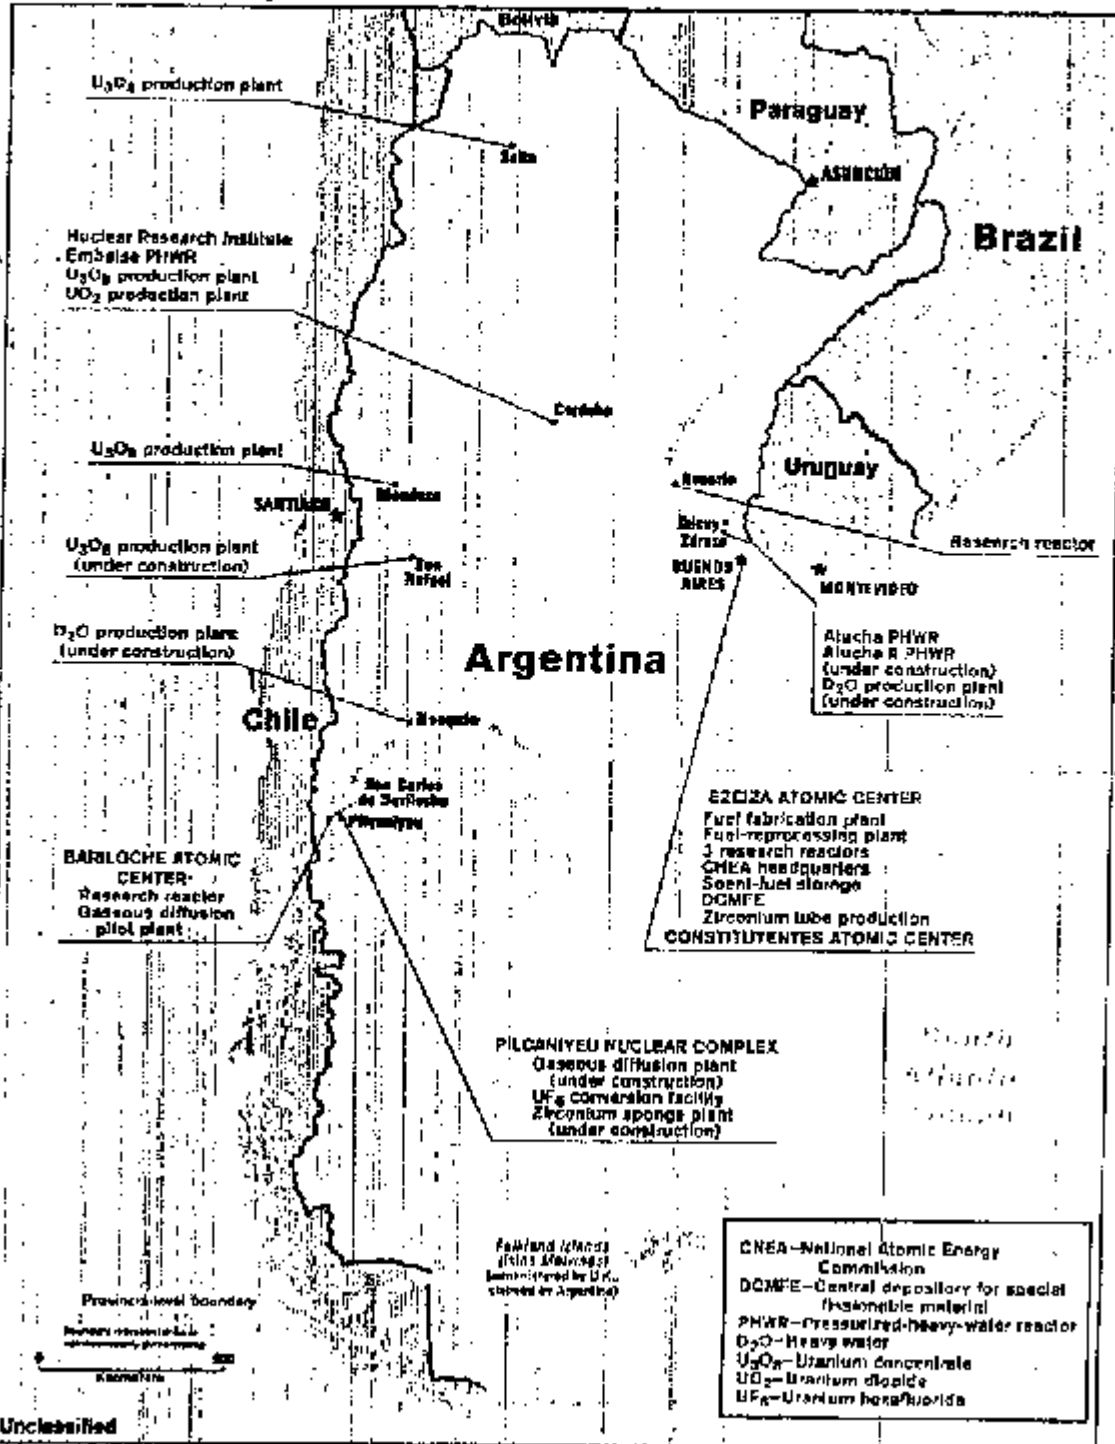 Bolivia
U₃O₈ production plant
Salta
Paraguay
ASUNCIÓN
Brazil
Nuclear Research Institute
Embalse PHWR
U₃O₈ production plant
UO₂ production plant
Cordoba
U₃O₈ production plant
Mendoza
SANTIAGO
Uruguay
Rosario
Research reactor
U₃O₈ production plant
(under construction)
San
Rafael
Zárate
BUENOS
AIRES
MONTEVIDEO
D₂O production plant
(under construction)
Argentina
Atucha PHWR
Atucha II PHWR
(under construction)
D₂O production plant
(under construction)
Chile
Neuquén
San Carlos
de Bariloche
Pilcaniyeu
EZEIZA ATOMIC CENTER
Fuel fabrication plant
Fuel-reprocessing plant
3 research reactors
CNEA headquarters
Spent-fuel storage
DCMFE
Zirconium tube production
CONSTITUTENTES ATOMIC CENTER
BARILOCHE ATOMIC
CENTER
Research reactor
Gaseous diffusion
pilot plant
PILCANIYEU NUCLEAR COMPLEX
Gaseous diffusion plant
(under construction)
UF₆ conversion facility
Zirconium sponge plant
(under construction)
Falkland Islands
(Islas Malvinas)
(administered by U.K.,
claimed by Argentina)
Provincial-level boundary
Kilometers
CNEA—National Atomic Energy
Commission
DCMFE—Central depository for special
fissionable material
PHWR—Pressurized-heavy-water reactor
D₂O—Heavy water
U₃O₈—Uranium concentrate
UO₂—Uranium dioxide
UF₆—Uranium hexafluoride
Unclassified